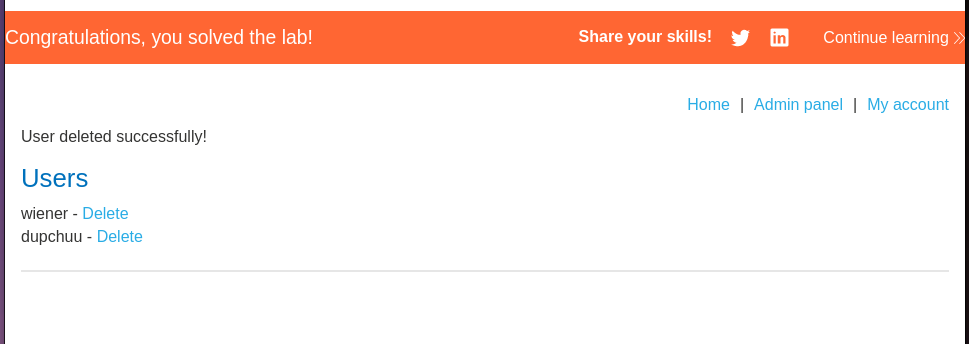 Congratulations, you solved the lab! Share your skills! Continue learning
Home | Admin panel | My account
User deleted successfully!
Users
wiener - Delete
dupchuu - Delete